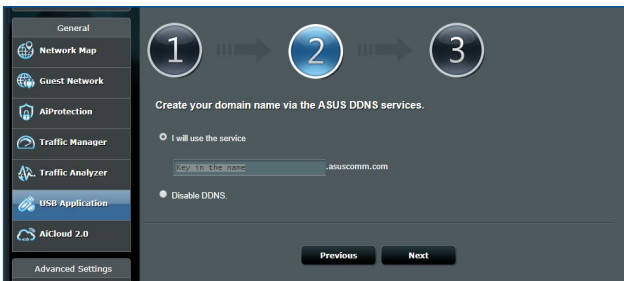 General
Network Map
Guest Network
AiProtection
Traffic Manager
Traffic Analyzer
USB Application
AiCloud 2.0
Advanced Settings
1
2
3
Create your domain name via the ASUS DDNS services.
I will use the service
Key in the name .asuscomm.com
Disable DDNS.
Previous Next